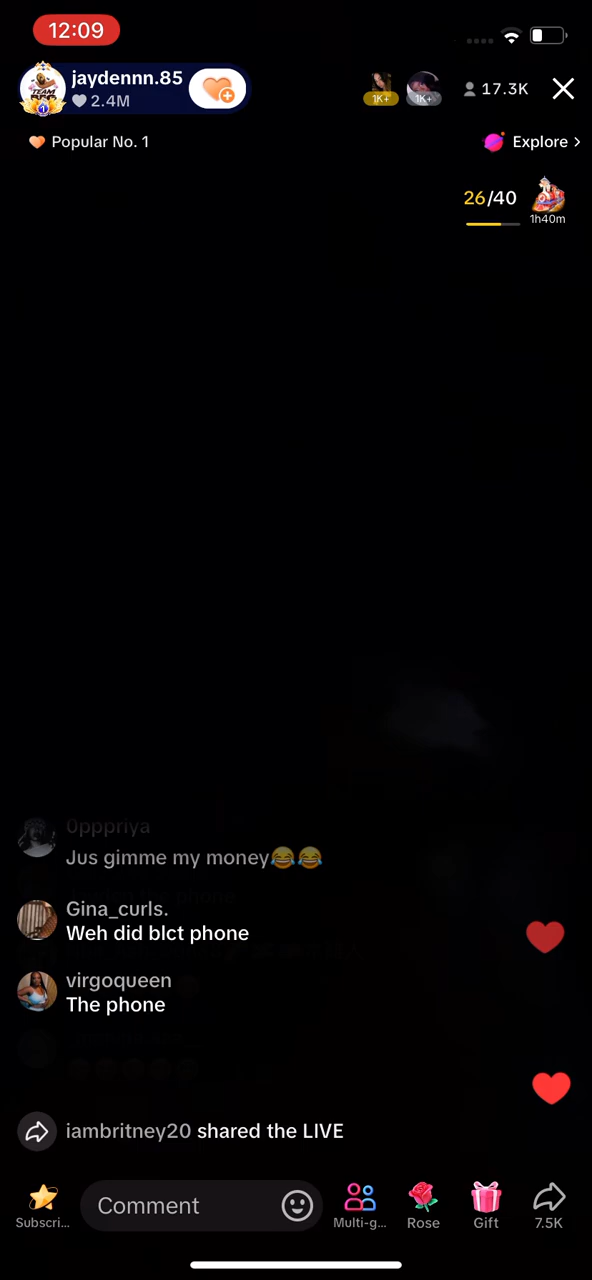 12:09
jaydennn.85
2.4M
1K+
1K+
17.3K
Popular No. 1
Explore >
26/40
1h40m
0pppriya
Jus gimme my money😂😂
Gina_curls.
Weh did blct phone
virgoqueen
The phone
iambritney20 shared the LIVE
Comment
Subscri...
Multi-g...
Rose
Gift
7.5K